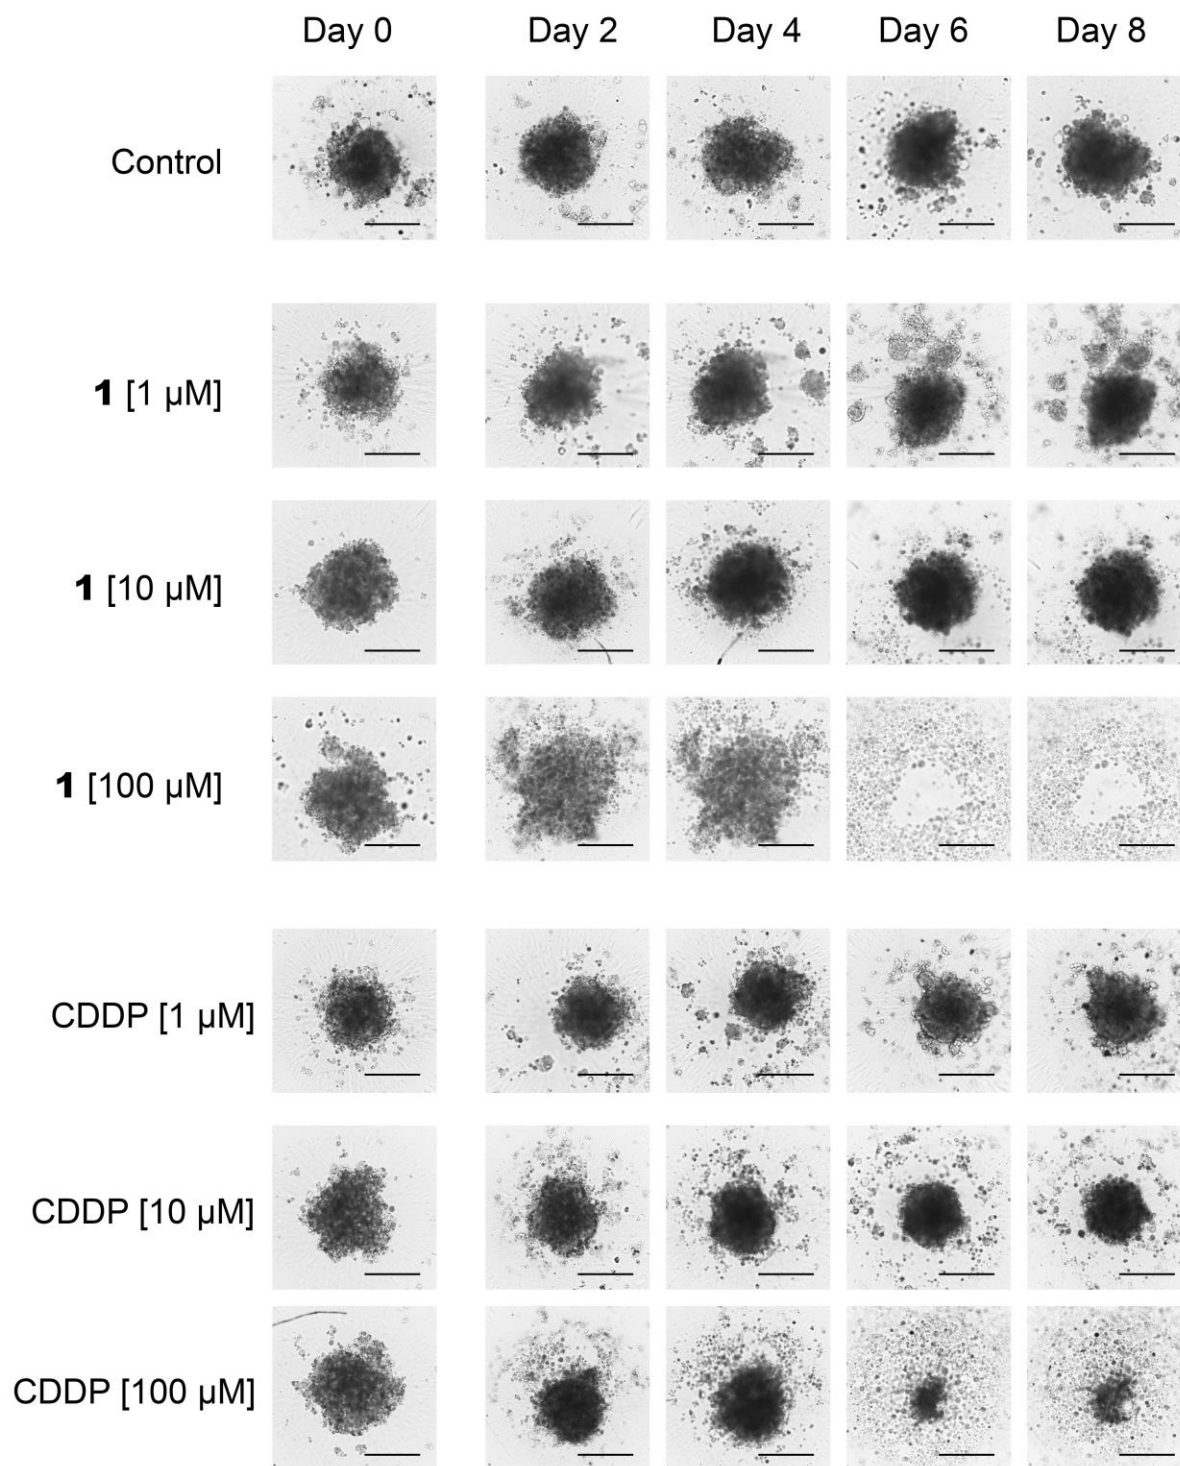 Day 0 Day 2 Day 4 Day 6 Day 8
Control
1 [1 µM]
1 [10 µM]
1 [100 µM]
CDDP [1 µM]
CDDP [10 µM]
CDDP [100 µM]